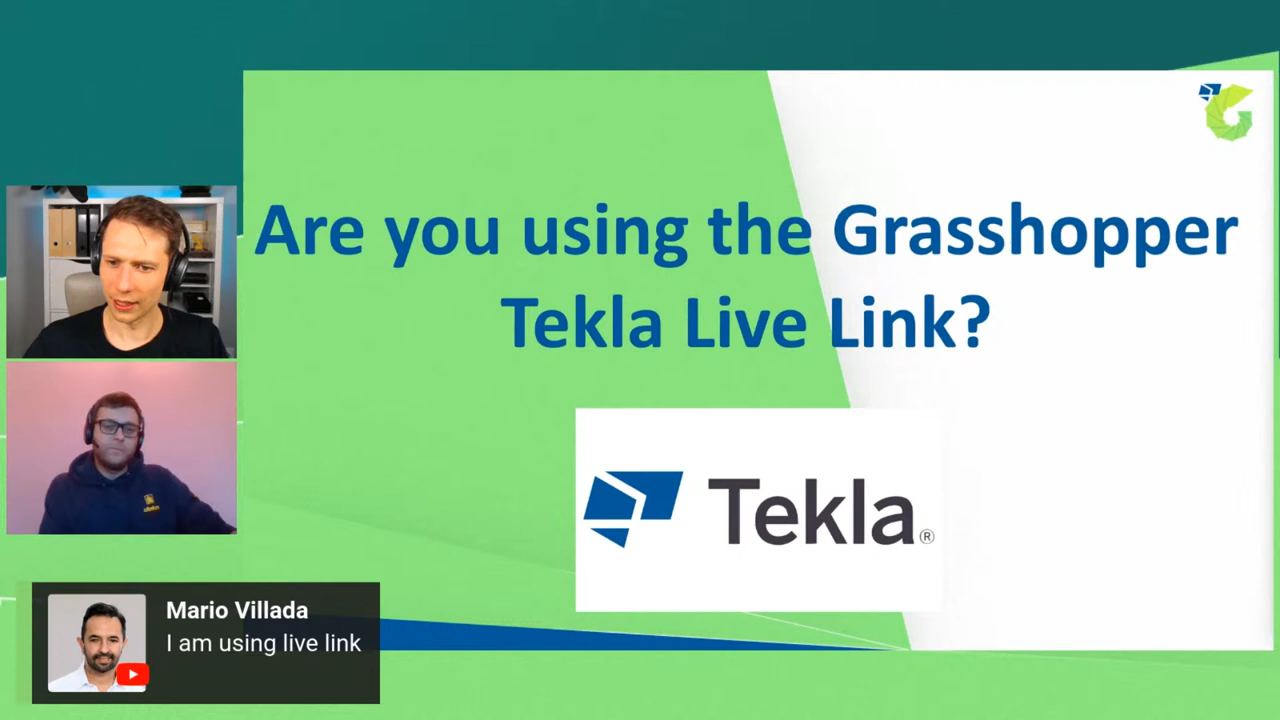 Are you using the Grasshopper
Tekla Live Link?
Tekla®
Mario Villada
I am using live link